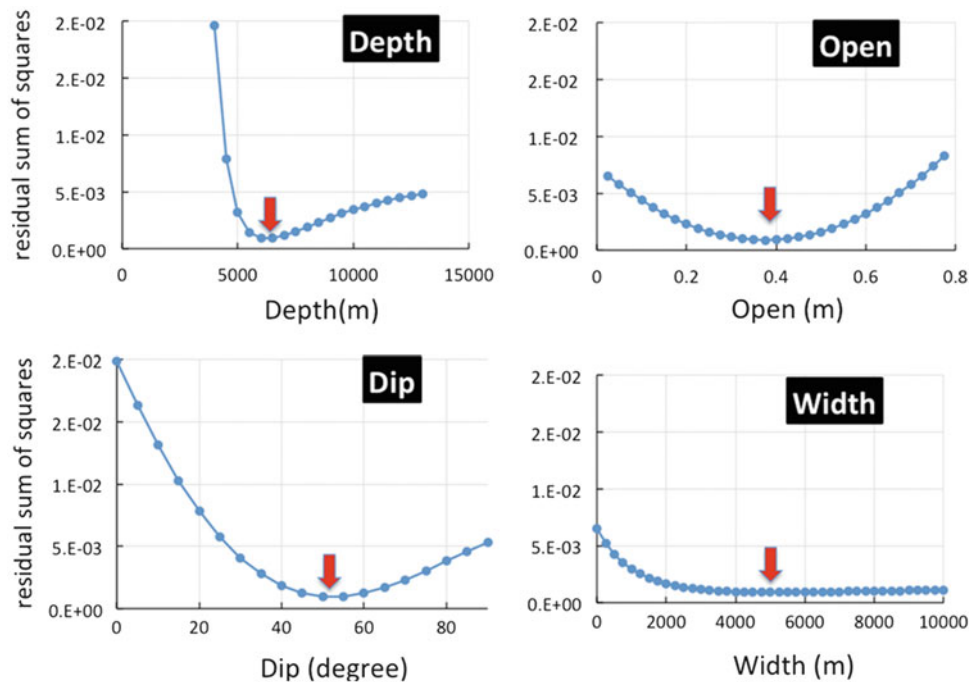 residual sum of squares
2.E-02
2.E-02
1.E-02
5.E-03
0.E+00
0
5000
10000
15000
Depth(m)
Depth
2.E-02
2.E-02
1.E-02
5.E-03
0.E+00
0
0.2
0.4
0.6
0.8
Open (m)
Open
residual sum of squares
2.E-02
2.E-02
1.E-02
5.E-03
0.E+00
0
20
40
60
80
Dip (degree)
Dip
2.E-02
2.E-02
1.E-02
5.E-03
0.E+00
0
2000
4000
6000
8000
10000
Width (m)
Width